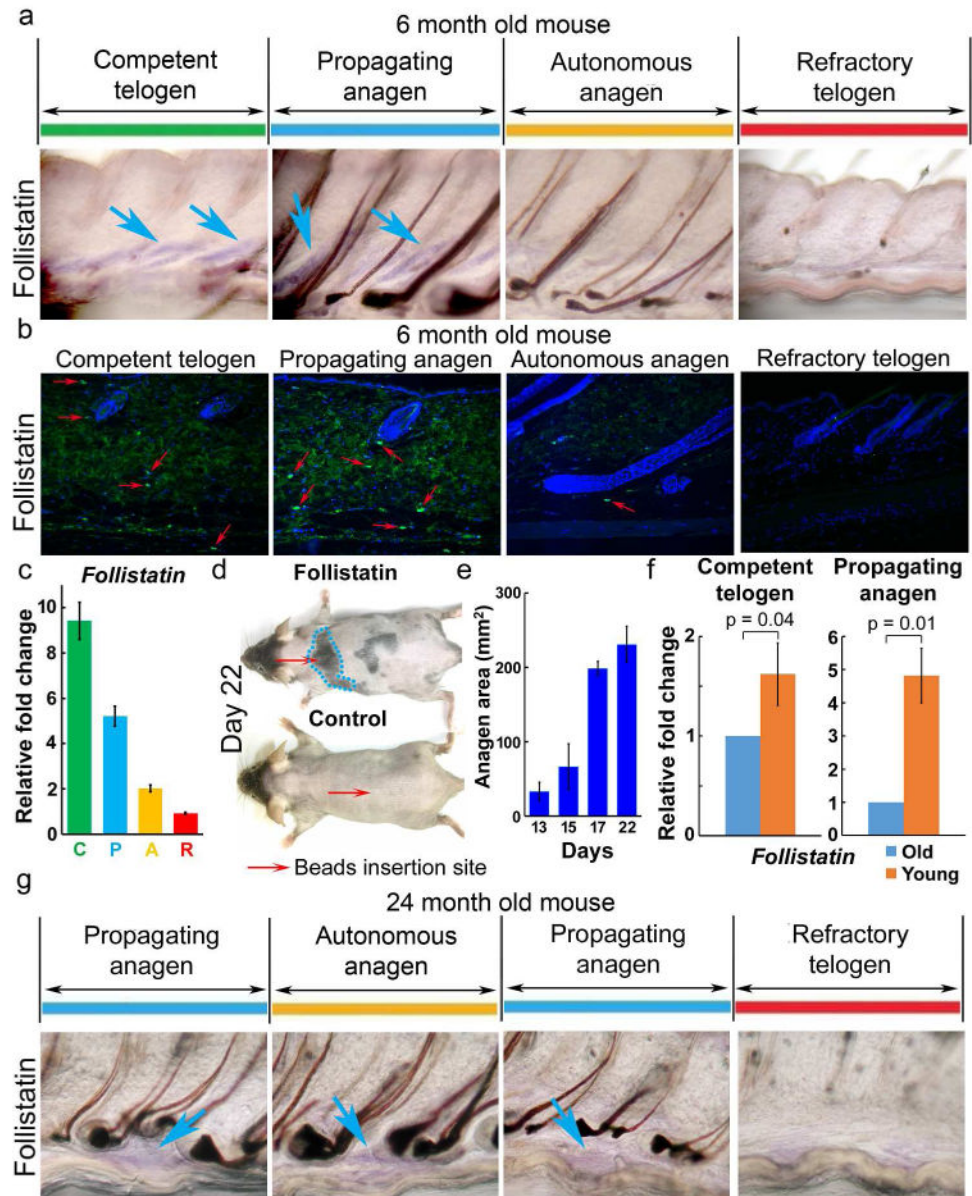 a
6 month old mouse
Competent
telogen
Propagating
anagen
Autonomous
anagen
Refractory
telogen
Follistatin
b
6 month old mouse
Competent telogen
Propagating anagen
Autonomous anagen
Refractory telogen
Follistatin
c
Follistatin
Relative fold change
10
8
6
4
2
0
C
P
A
R
d
Follistatin
Day 22
Control
Beads insertion site
e
Anagen area (mm²)
300
200
100
0
13
15
17
22
Days
f
Competent
telogen
p = 0.04
Relative fold change
2
1
0
Propagating
anagen
p = 0.01
6
5
4
3
2
1
0
Follistatin
Old
Young
g
24 month old mouse
Propagating
anagen
Autonomous
anagen
Propagating
anagen
Refractory
telogen
Follistatin